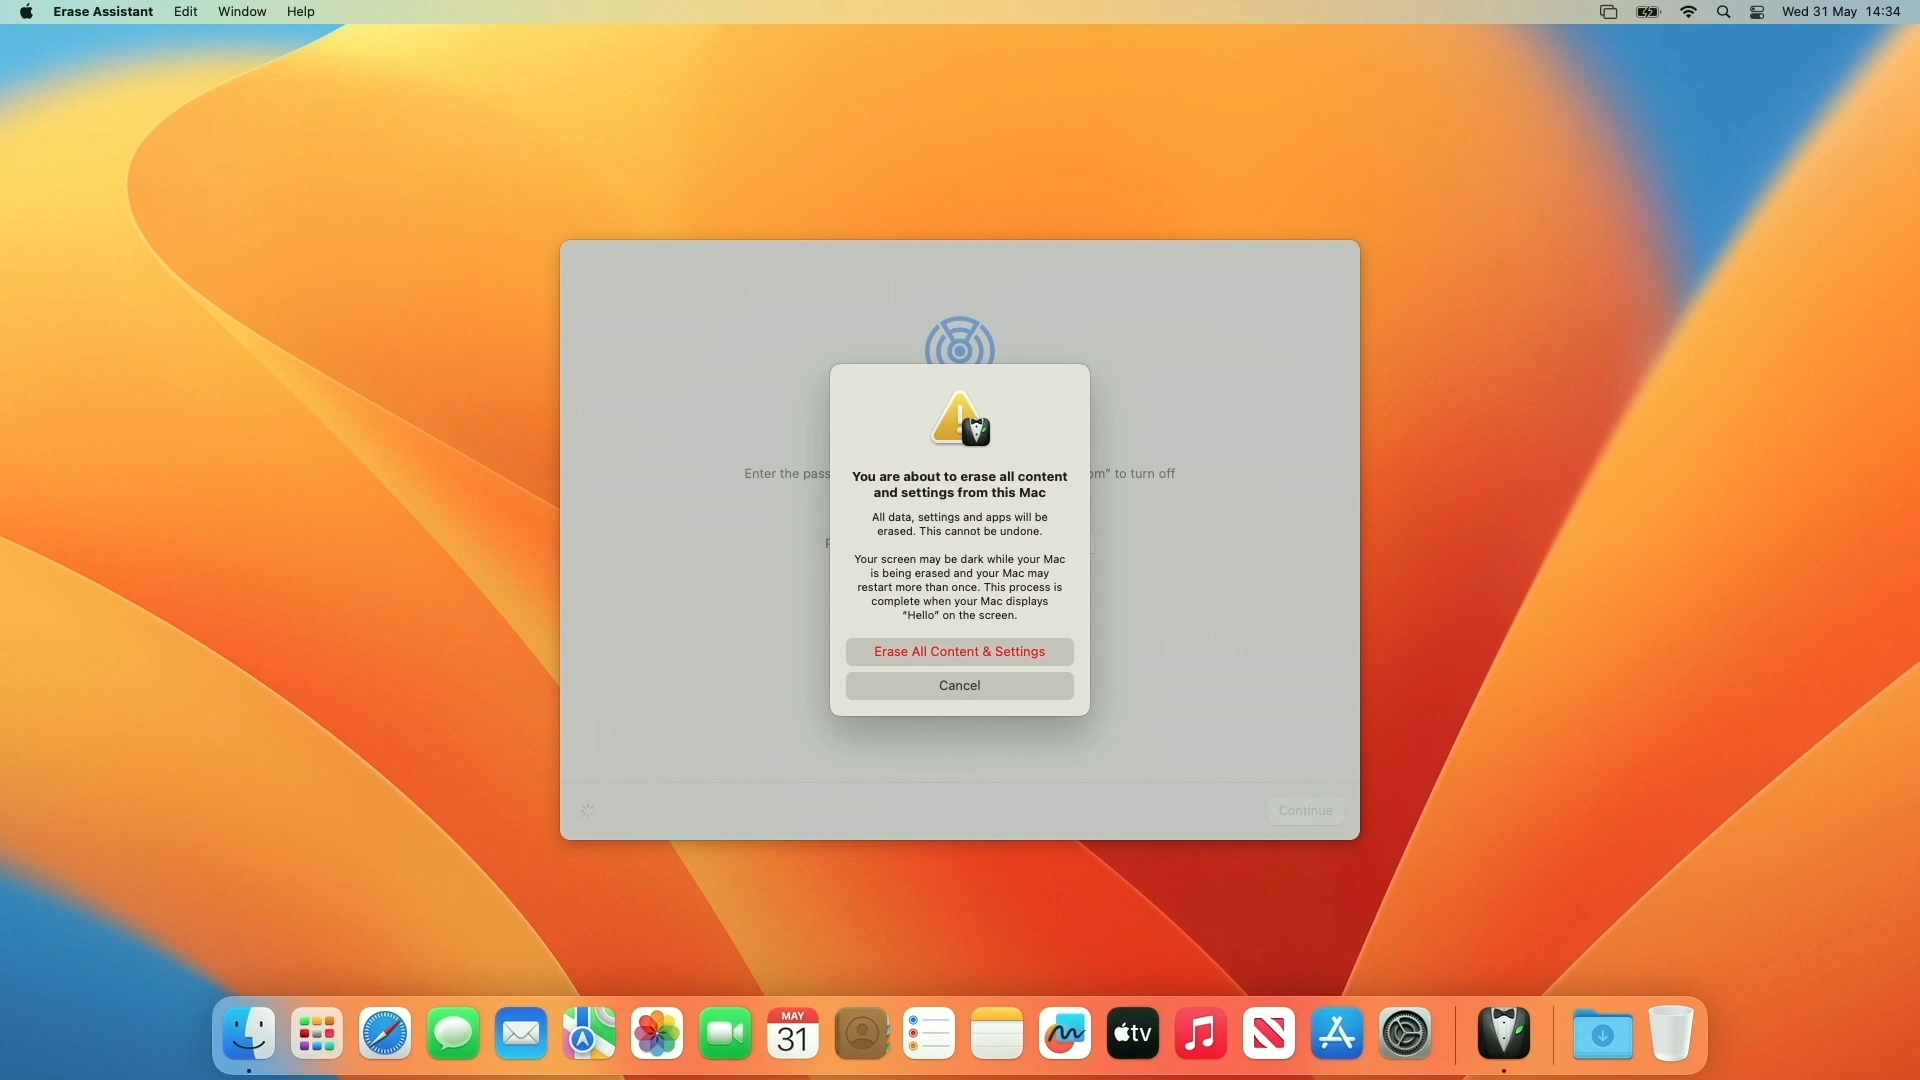 Erase Assistant Edit Window Help Wed 31 May 14:34
Enter the pass om” to turn off
You are about to erase all content
and settings from this Mac
All data, settings and apps will be
erased. This cannot be undone.
Your screen may be dark while your Mac
is being erased and your Mac may
restart more than once. This process is
complete when your Mac displays
“Hello” on the screen.
Erase All Content & Settings
Cancel
Continue
MAY
31
tv